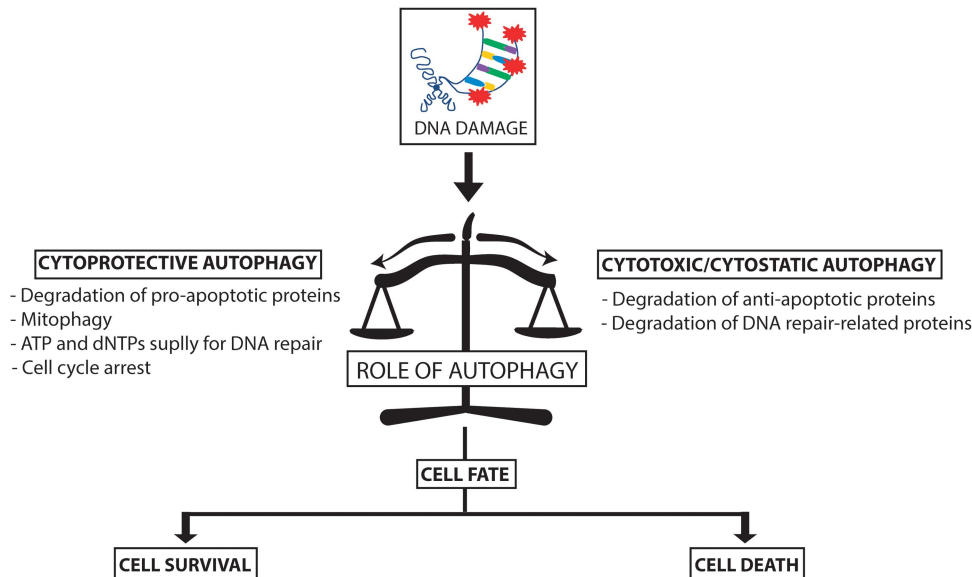 DNA DAMAGE
CYTOPROTECTIVE AUTOPHAGY
- Degradation of pro-apoptotic proteins
- Mitophagy
- ATP and dNTPs suplly for DNA repair
- Cell cycle arrest
CYTOTOXIC/CYTOSTATIC AUTOPHAGY
- Degradation of anti-apoptotic proteins
- Degradation of DNA repair-related proteins
ROLE OF AUTOPHAGY
CELL FATE
CELL SURVIVAL
CELL DEATH